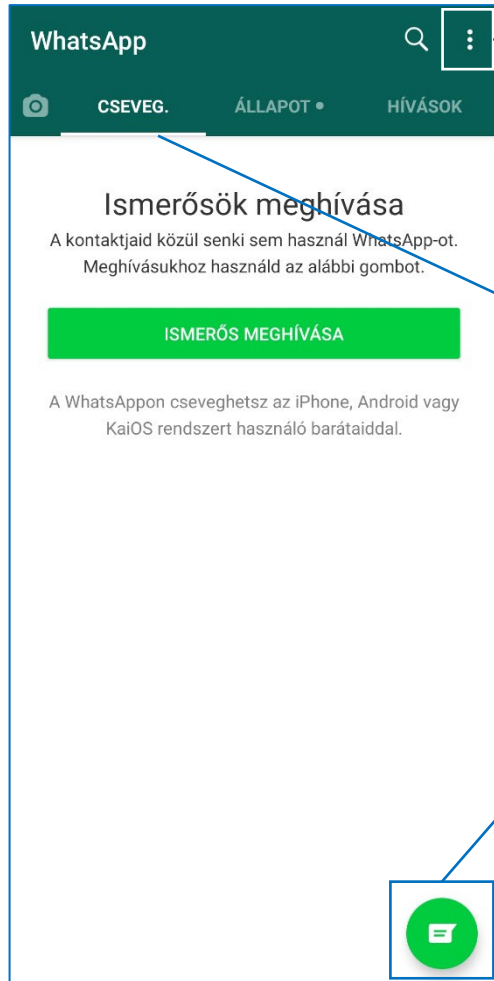 WhatsApp
CSEVEG.
ÁLLAPOT •
HÍVÁSOK
Ismerősök meghívása
A kontaktjaid közül senki sem használ WhatsApp-ot.
Meghívásukhoz használd az alábbi gombot.
ISMERŐS MEGHÍVÁSA
A WhatsAppon cseveghetsz az iPhone, Android vagy
KaiOS rendszert használó barátaiddal.